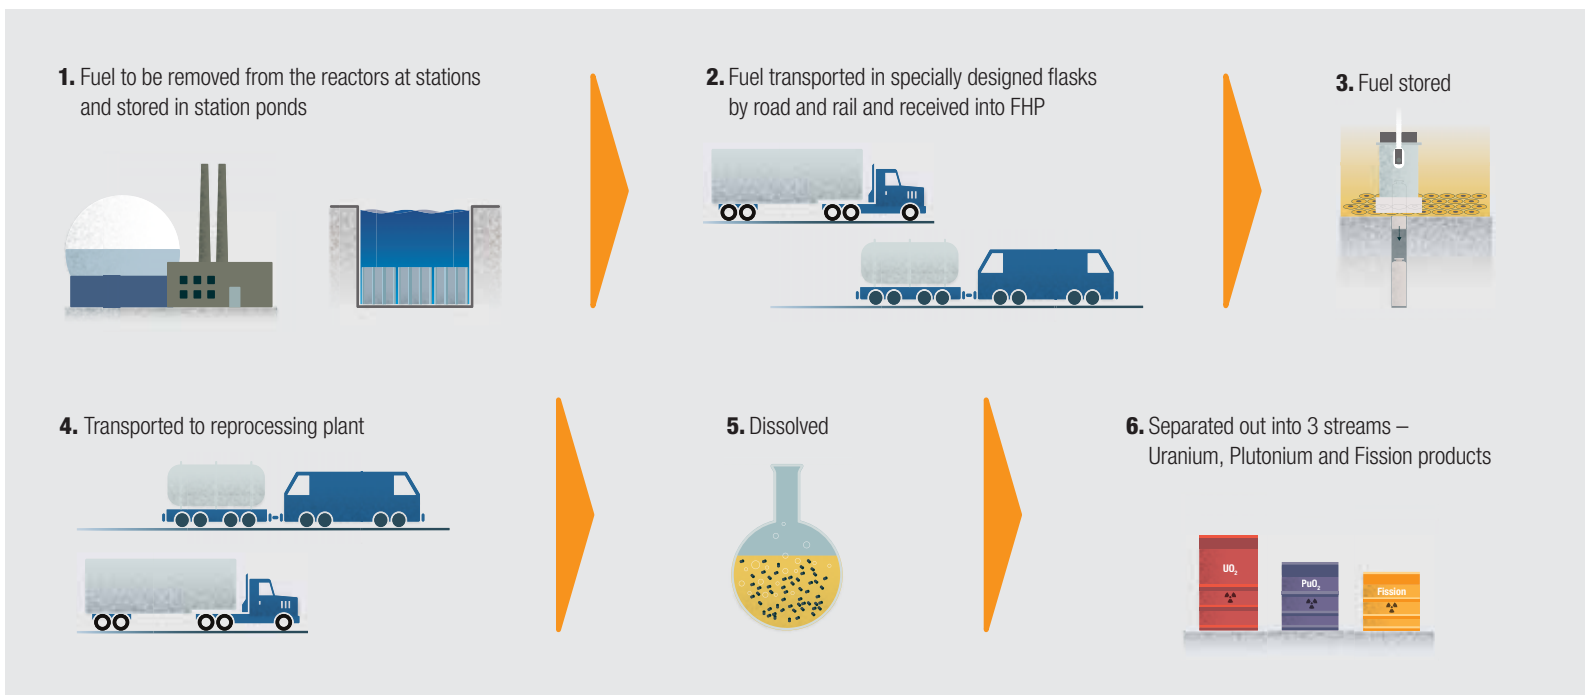 1. Fuel to be removed from the reactors at stations
and stored in station ponds
2. Fuel transported in specially designed flasks
by road and rail and received into FHP
3. Fuel stored
4. Transported to reprocessing plant
5. Dissolved
6. Separated out into 3 streams –
Uranium, Plutonium and Fission products
UO₂
PuO₂
Fission